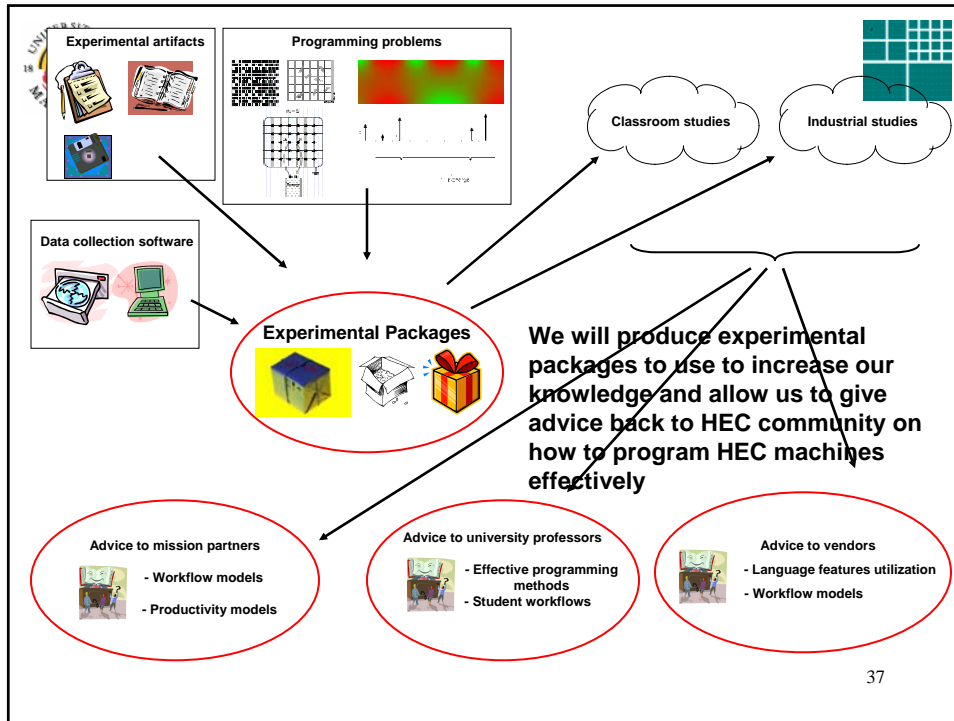 Experimental artifacts
Programming problems
Classroom studies
Industrial studies
Data collection software
Experimental Packages
We will produce experimental
packages to use to increase our
knowledge and allow us to give
advice back to HEC community on
how to program HEC machines
effectively
Advice to mission partners
- Workflow models
- Productivity models
Advice to university professors
- Effective programming
methods
- Student workflows
Advice to vendors
- Language features utilization
- Workflow models
37